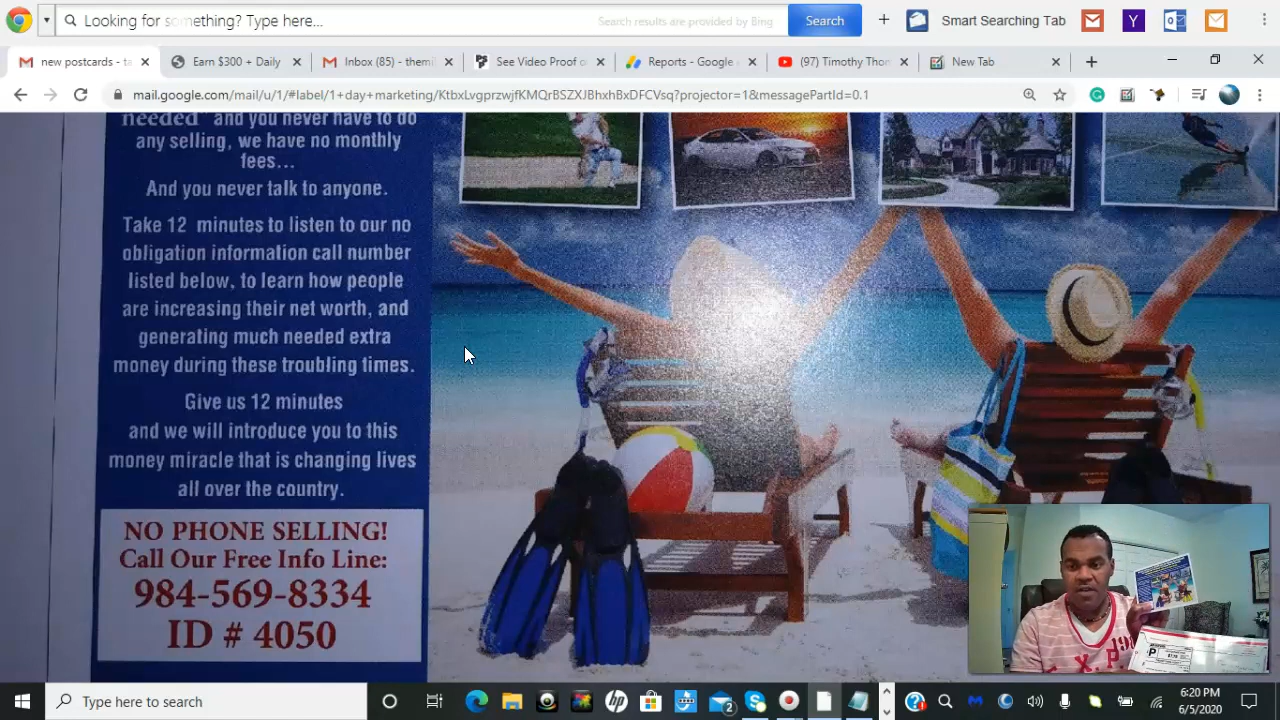 Looking for something? Type here...
Search results are provided by Bing
Search
Smart Searching Tab
new postcards - ta
Earn $300 + Daily
Inbox (85) - themi
See Video Proof o
Reports - Google
(97) Timothy Thor
New Tab
mail.google.com/mail/u/1/#label/1+day+marketing/KtbxLvgprzwjfKMQrBSZXJBhxhBxDFCVsq?projector=1&messagePartId=0.1
needed" and you never have to do
any selling, we have no monthly
fees...
And you never talk to anyone.
Take 12 minutes to listen to our no
obligation information call number
listed below, to learn how people
are increasing their net worth, and
generating much needed extra
money during these troubling times.
Give us 12 minutes
and we will introduce you to this
money miracle that is changing lives
all over the country.
NO PHONE SELLING!
Call Our Free Info Line:
984-569-8334
ID # 4050
Type here to search
6:20 PM
6/5/2020